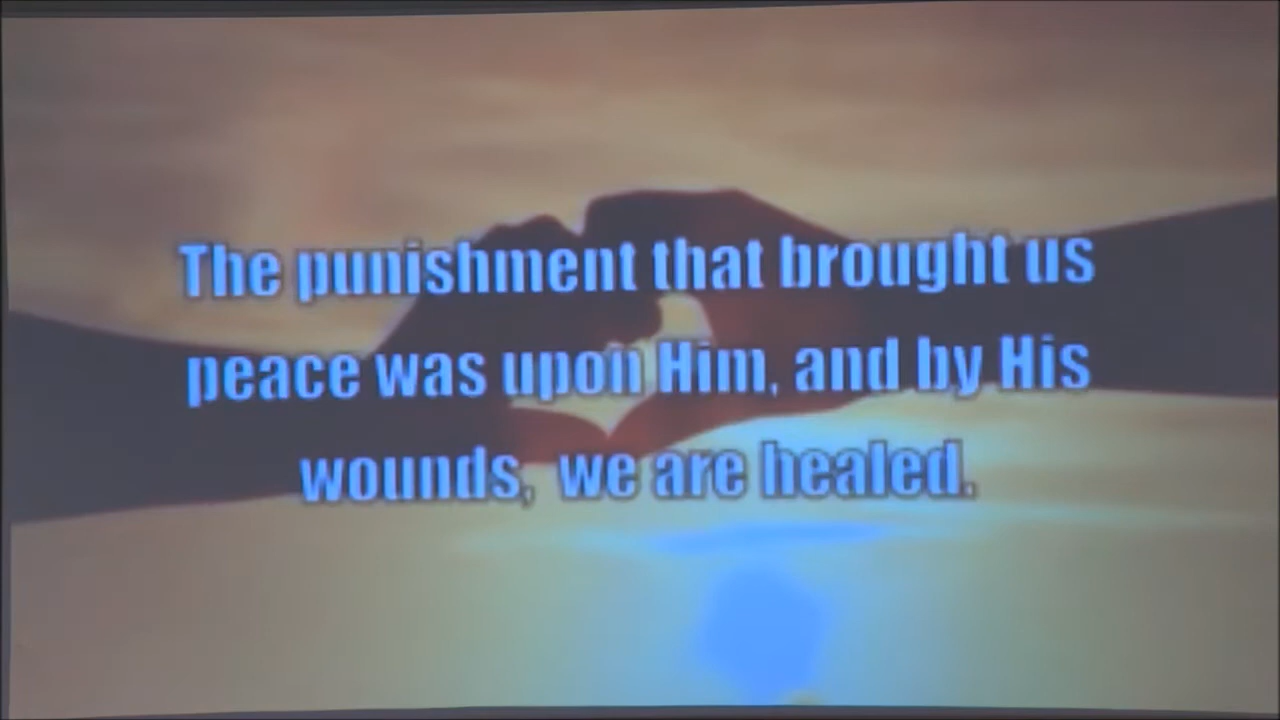 The punishment that brought us
peace was upon Him, and by His
wounds, we are healed.